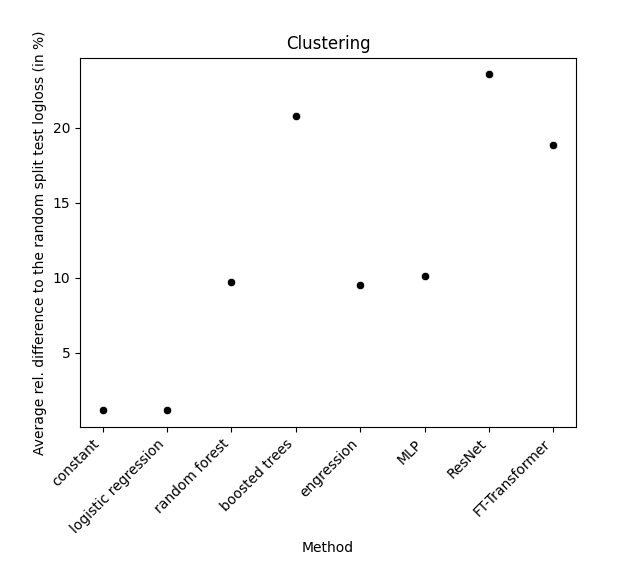 Clustering
Average rel. difference to the random split test logloss (in %)
20
15
10
5
constant
logistic regression
random forest
boosted trees
engression
MLP
ResNet
FT-Transformer
Method